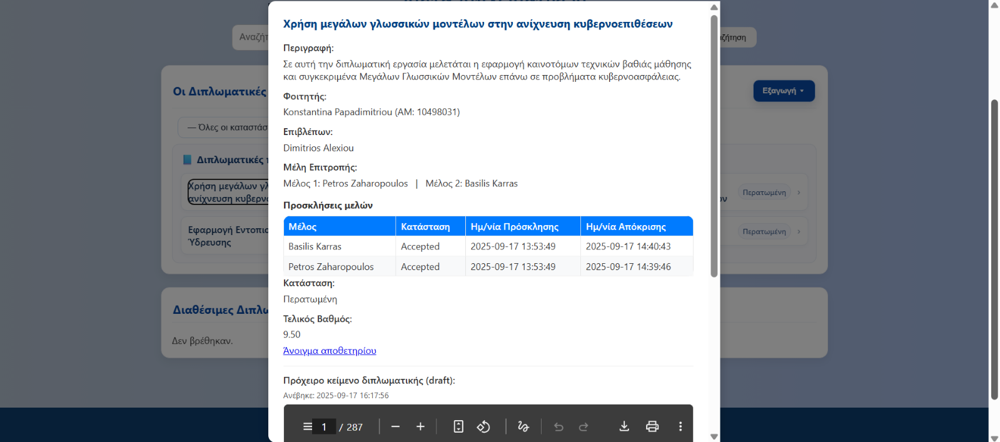 Χρήση μεγάλων γλωσσικών μοντέλων στην ανίχνευση κυβερνοεπιθέσεων
Περιγραφή:
Σε αυτή την διπλωματική εργασία μελετάται η εφαρμογή καινοτόμων τεχνικών βαθιάς μάθησης
και συγκεκριμένα Μεγάλων Γλωσσικών Μοντέλων επάνω σε προβλήματα κυβερνοασφάλειας.
Φοιτητής:
Konstantina Papadimitriou (AM: 10498031)
Επιβλέπων:
Dimitrios Alexiou
Μέλη Επιτροπής:
Μέλος 1: Petros Zaharopoulos | Μέλος 2: Basilis Karras
Προσκλήσεις μελών
Μέλος Κατάσταση Ημ/νία Πρόσκλησης Ημ/νία Απόκρισης
Basilis Karras Accepted 2025-09-17 13:53:49 2025-09-17 14:40:43
Petros Zaharopoulos Accepted 2025-09-17 13:53:49 2025-09-17 14:39:46
Κατάσταση:
Περατωμένη
Τελικός Βαθμός:
9.50
Άνοιγμα αποθετηρίου
Πρόχειρο κείμενο διπλωματικής (draft):
Ανέβηκε: 2025-09-17 16:17:56
1 / 287
Οι Διπλωματικές
Εξαγωγή
— Όλες οι καταστάσ
Διπλωματικές
Χρήση μεγάλων γλ
ανίχνευση κυβερνο
Περατωμένη
Εφαρμογή Εντοπισ
Ύδρευσης
Περατωμένη
Διαθέσιμες Διπλω
Δεν βρέθηκαν.